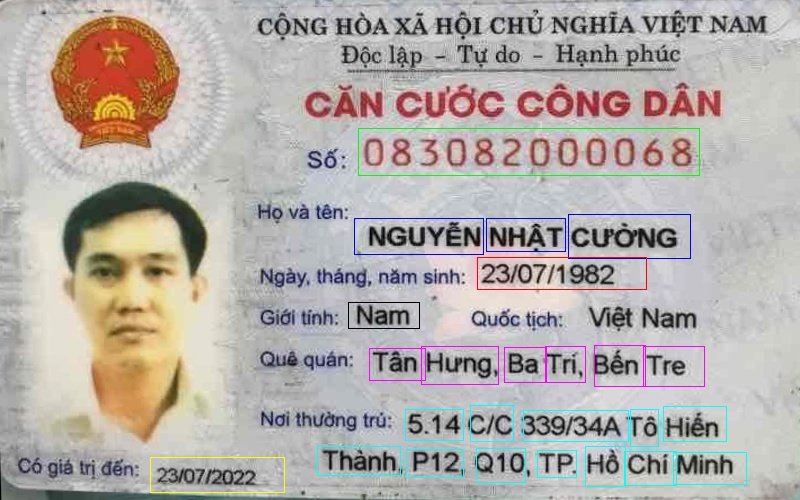 CỘNG HÒA XÃ HỘI CHỦ NGHĨA VIỆT NAM
Độc lập - Tự do - Hạnh phúc
CĂN CƯỚC CÔNG DÂN
Số: 083082000068
Họ và tên:
NGUYỄN NHẬT CƯỜNG
Ngày, tháng, năm sinh: 23/07/1982
Giới tính: Nam Quốc tịch: Việt Nam
Quê quán: Tân Hưng, Ba Tri, Bến Tre
Nơi thường trú: 5.14 C/C 339/34A Tô Hiến
Thành, P12, Q10, TP. Hồ Chí Minh
Có giá trị đến: 23/07/2022
VIỆT NAM